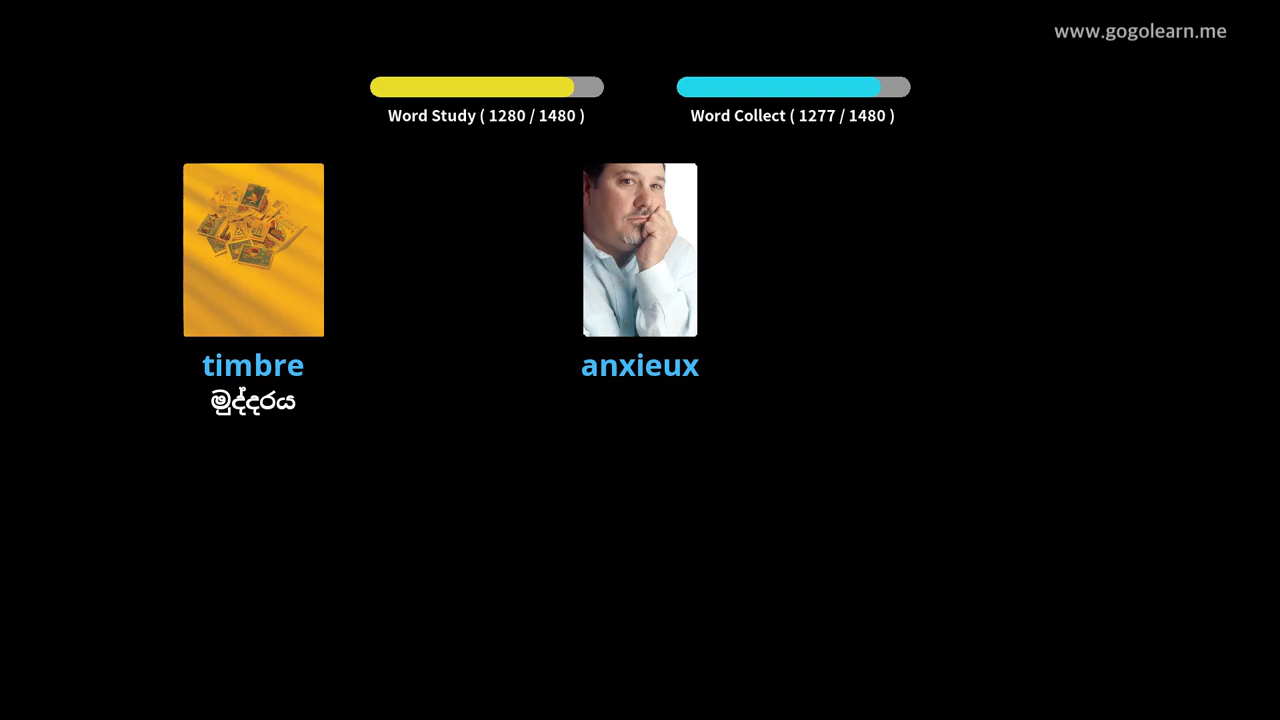 www.gogolearn.me
Word Study ( 1280 / 1480 )
Word Collect ( 1277 / 1480 )
timbre
මුද්දරය
anxieux